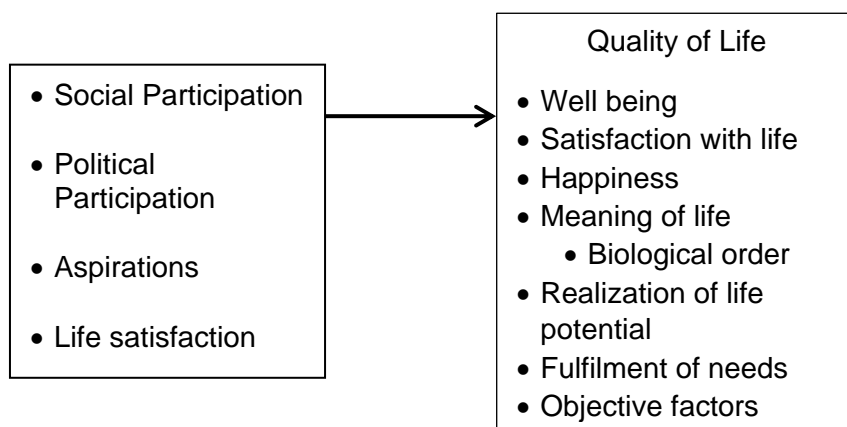 • Social Participation
• Political
Participation
• Aspirations
• Life satisfaction
Quality of Life
• Well being
• Satisfaction with life
• Happiness
• Meaning of life
• Biological order
• Realization of life
potential
• Fulfilment of needs
• Objective factors